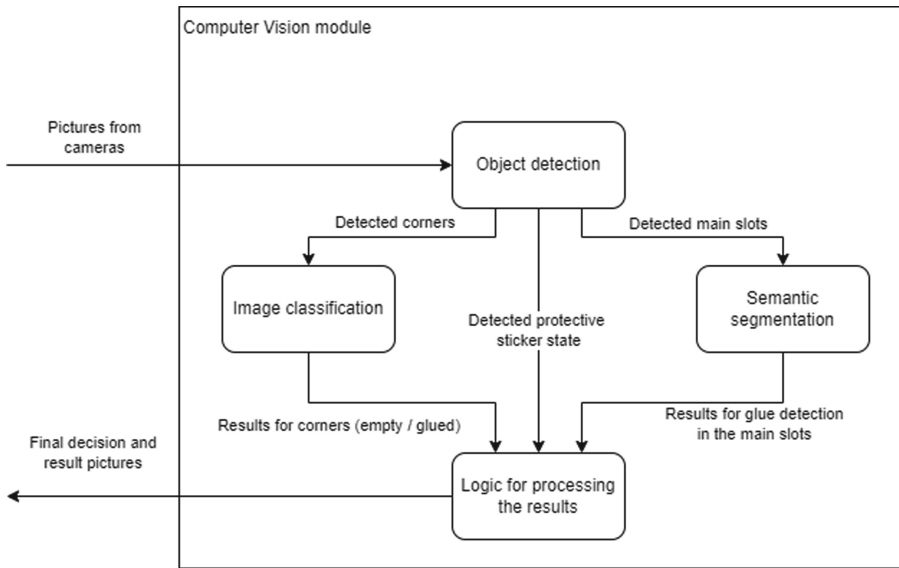 Computer Vision module
Pictures from
cameras
Object detection
Detected corners
Detected main slots
Image classification
Detected protective
sticker state
Semantic
segmentation
Results for corners (empty / glued)
Results for glue detection
in the main slots
Final decision and
result pictures
Logic for processing
the results